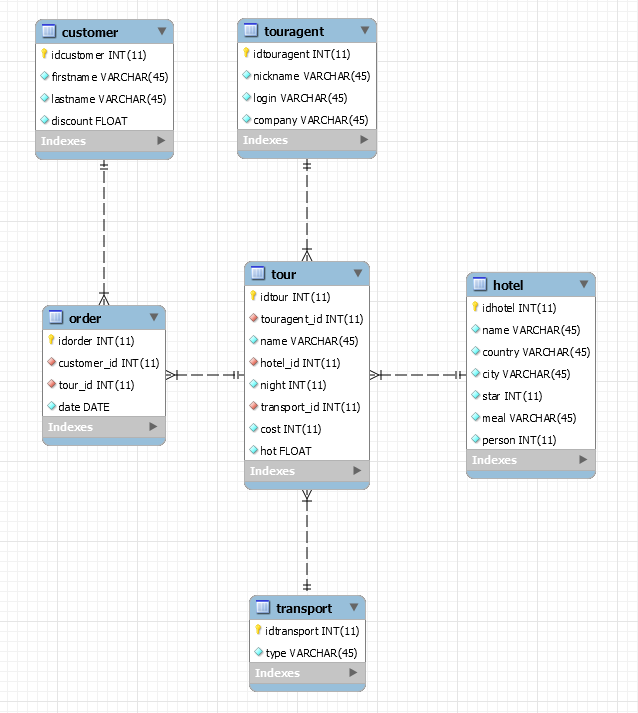 customer
idcustomer INT(11)
firstname VARCHAR(45)
lastname VARCHAR(45)
discount FLOAT
Indexes
touragent
idtouragent INT(11)
nickname VARCHAR(45)
login VARCHAR(45)
company VARCHAR(45)
Indexes
order
idorder INT(11)
customer_id INT(11)
tour_id INT(11)
date DATE
Indexes
tour
idtour INT(11)
touragent_id INT(11)
name VARCHAR(45)
hotel_id INT(11)
night INT(11)
transport_id INT(11)
cost INT(11)
hot FLOAT
Indexes
hotel
idhotel INT(11)
name VARCHAR(45)
country VARCHAR(45)
city VARCHAR(45)
star INT(11)
meal VARCHAR(45)
person INT(11)
Indexes
transport
idtransport INT(11)
type VARCHAR(45)
Indexes